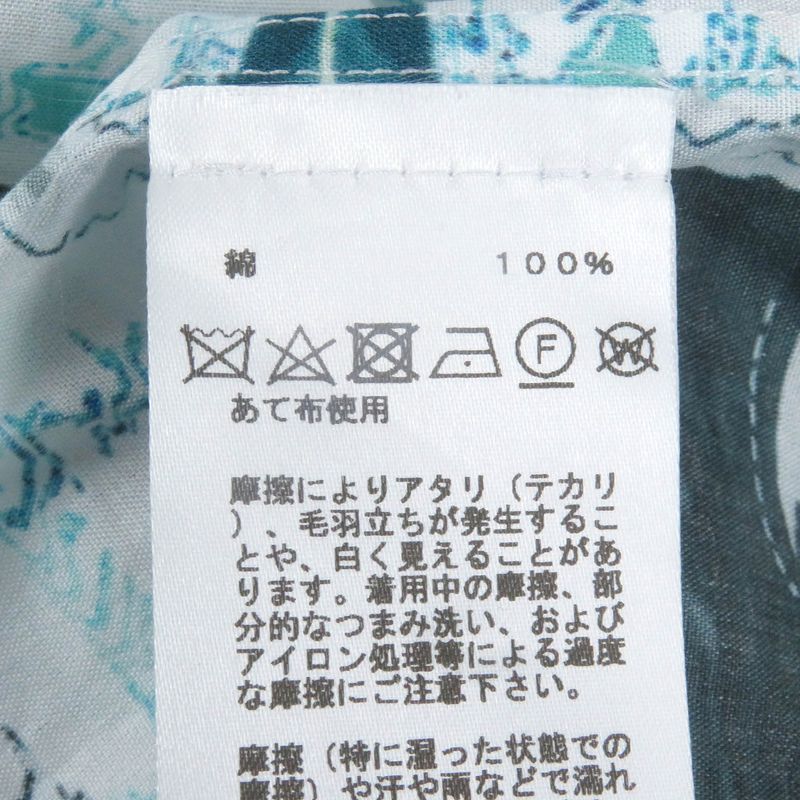 綿 100%
F W
あて布使用
摩擦によりアタリ（テカリ
）、毛羽立ちが発生するこ
とや、白く見えることがあ
ります。着用中の摩擦、部
分的なつまみ洗い、および
アイロン処理等による過度
な摩擦にご注意下さい。
摩擦（特に湿った状態での
摩擦）や汗や雨などで濡れ